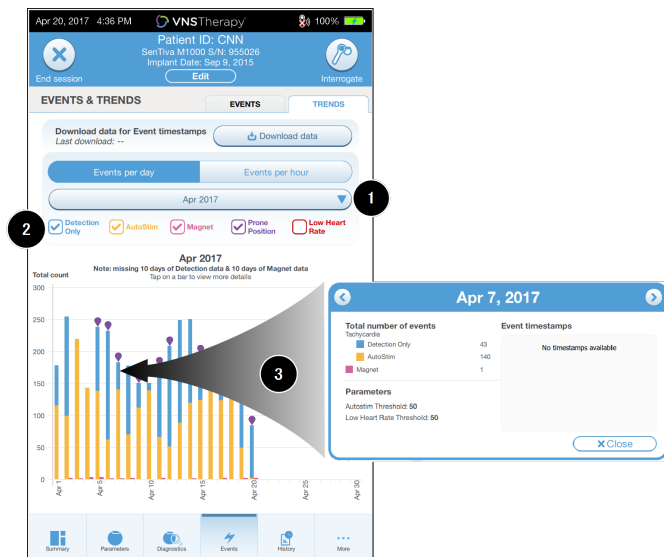 Apr 20, 2017 4:36 PM VNSTherapy 100%
Patient ID: CNN
SenTiva M1000 S/N: 955026
Implant Date: Sep 9, 2015
End session Edit Interrogate
EVENTS & TRENDS EVENTS TRENDS
Download data for Event timestamps
Last download: --
Download data
Events per day Events per hour
Apr 2017
1
2
Detection Only AutoStim Magnet Prone Position Low Heart Rate
Apr 2017
Note: missing 10 days of Detection data & 10 days of Magnet data
Total count Tap on a bar to view more details
300
250
200
150
100
50
0
Apr 1 Apr 5 Apr 10 Apr 15 Apr 20 Apr 25 Apr 30
3
Apr 7, 2017
Total number of events Event timestamps
Tachycardia
No timestamps available
Detection Only 43
AutoStim 140
Magnet 1
Parameters
Autostim Threshold: 50
Low Heart Rate Threshold: 50
Close
Summary Parameters Diagnostics Events History More